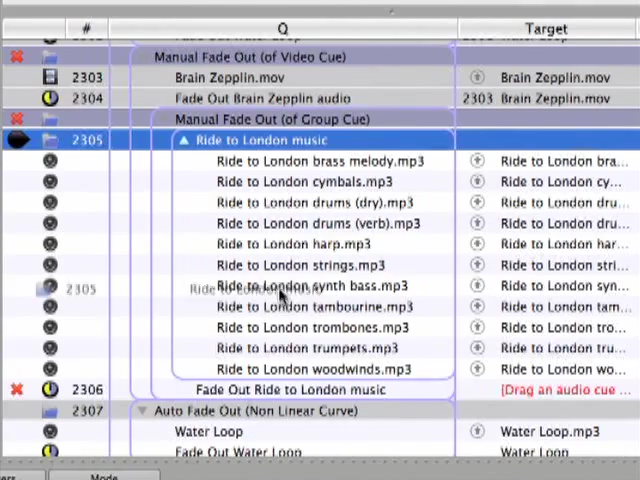 # Q Target
Manual Fade Out (of Video Cue)
2303 Brain Zepplin.mov Brain Zepplin.mov
2304 Fade Out Brain Zepplin audio 2303 Brain Zepplin.mov
Manual Fade Out (of Group Cue)
2305 Ride to London music
Ride to London brass melody.mp3 Ride to London bra...
Ride to London cymbals.mp3 Ride to London cy...
Ride to London drums (dry).mp3 Ride to London dru...
Ride to London drums (verb).mp3 Ride to London dru...
Ride to London harp.mp3 Ride to London har...
Ride to London strings.mp3 Ride to London stri...
Ride to London synth bass.mp3 Ride to London syn...
2305 Ride to London music
Ride to London tambourine.mp3 Ride to London tam...
Ride to London trombones.mp3 Ride to London tro...
Ride to London trumpets.mp3 Ride to London tru...
Ride to London woodwinds.mp3 Ride to London wo...
2306 Fade Out Ride to London music [Drag an audio cue ...
2307 Auto Fade Out (Non Linear Curve)
Water Loop Water Loop.mp3
Fade Out Water Loop Water Loop
Mode